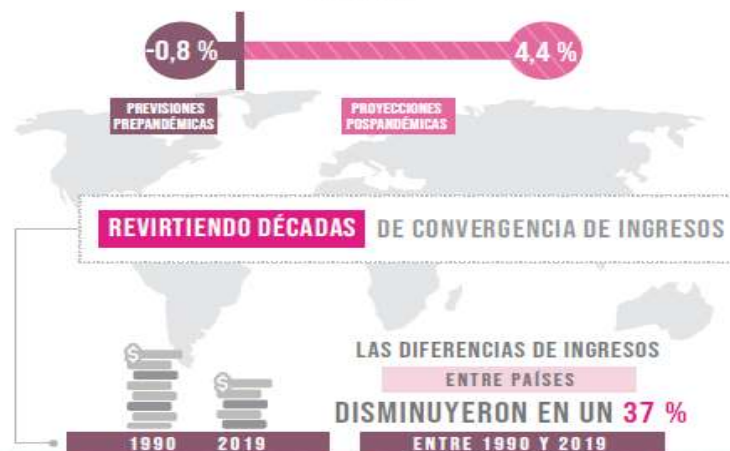 -0,8 %
4,4 %
PREVISIONES
PREPANDÉMICAS
PROYECCIONES
POSPANDÉMICAS
REVIRTIENDO DÉCADAS DE CONVERGENCIA DE INGRESOS
$
$
1990
2019
LAS DIFERENCIAS DE INGRESOS
ENTRE PAÍSES
DISMINUYERON EN UN 37 %
ENTRE 1990 Y 2019